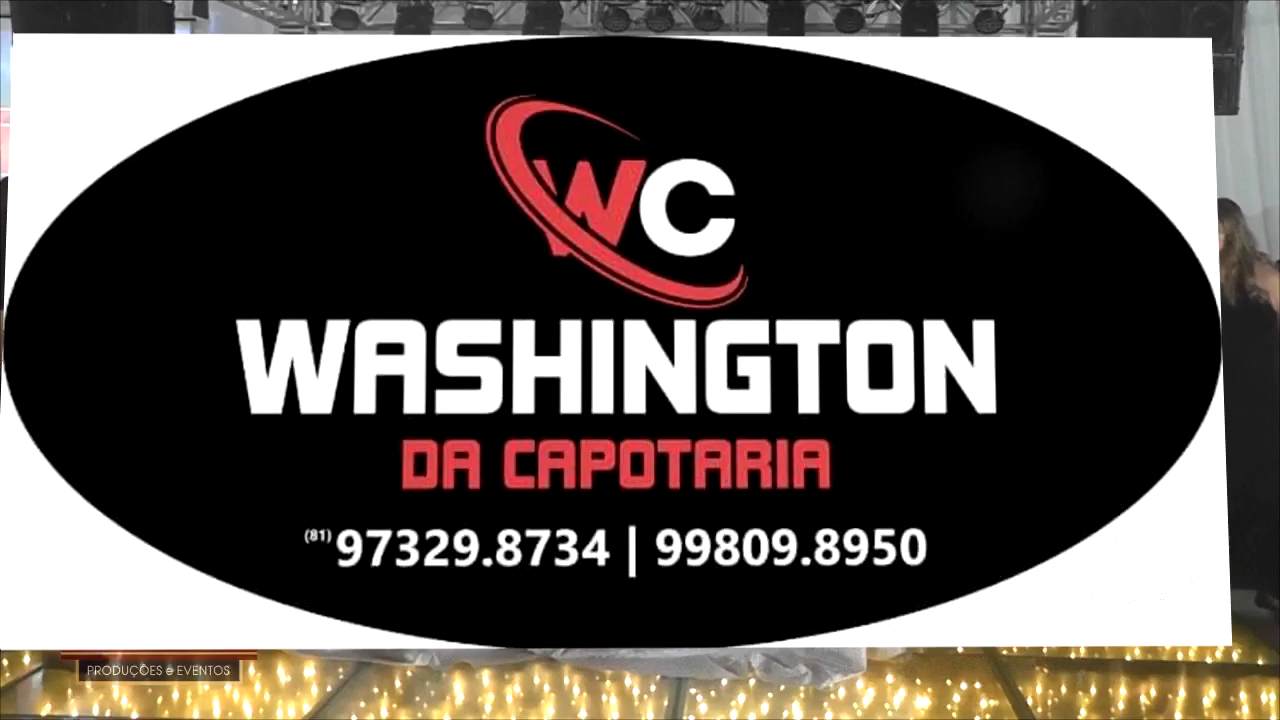 WC
WASHINGTON
DA CAPOTARIA
(81) 97329.8734 | 99809.8950
PRODUÇÕES e EVENTOS